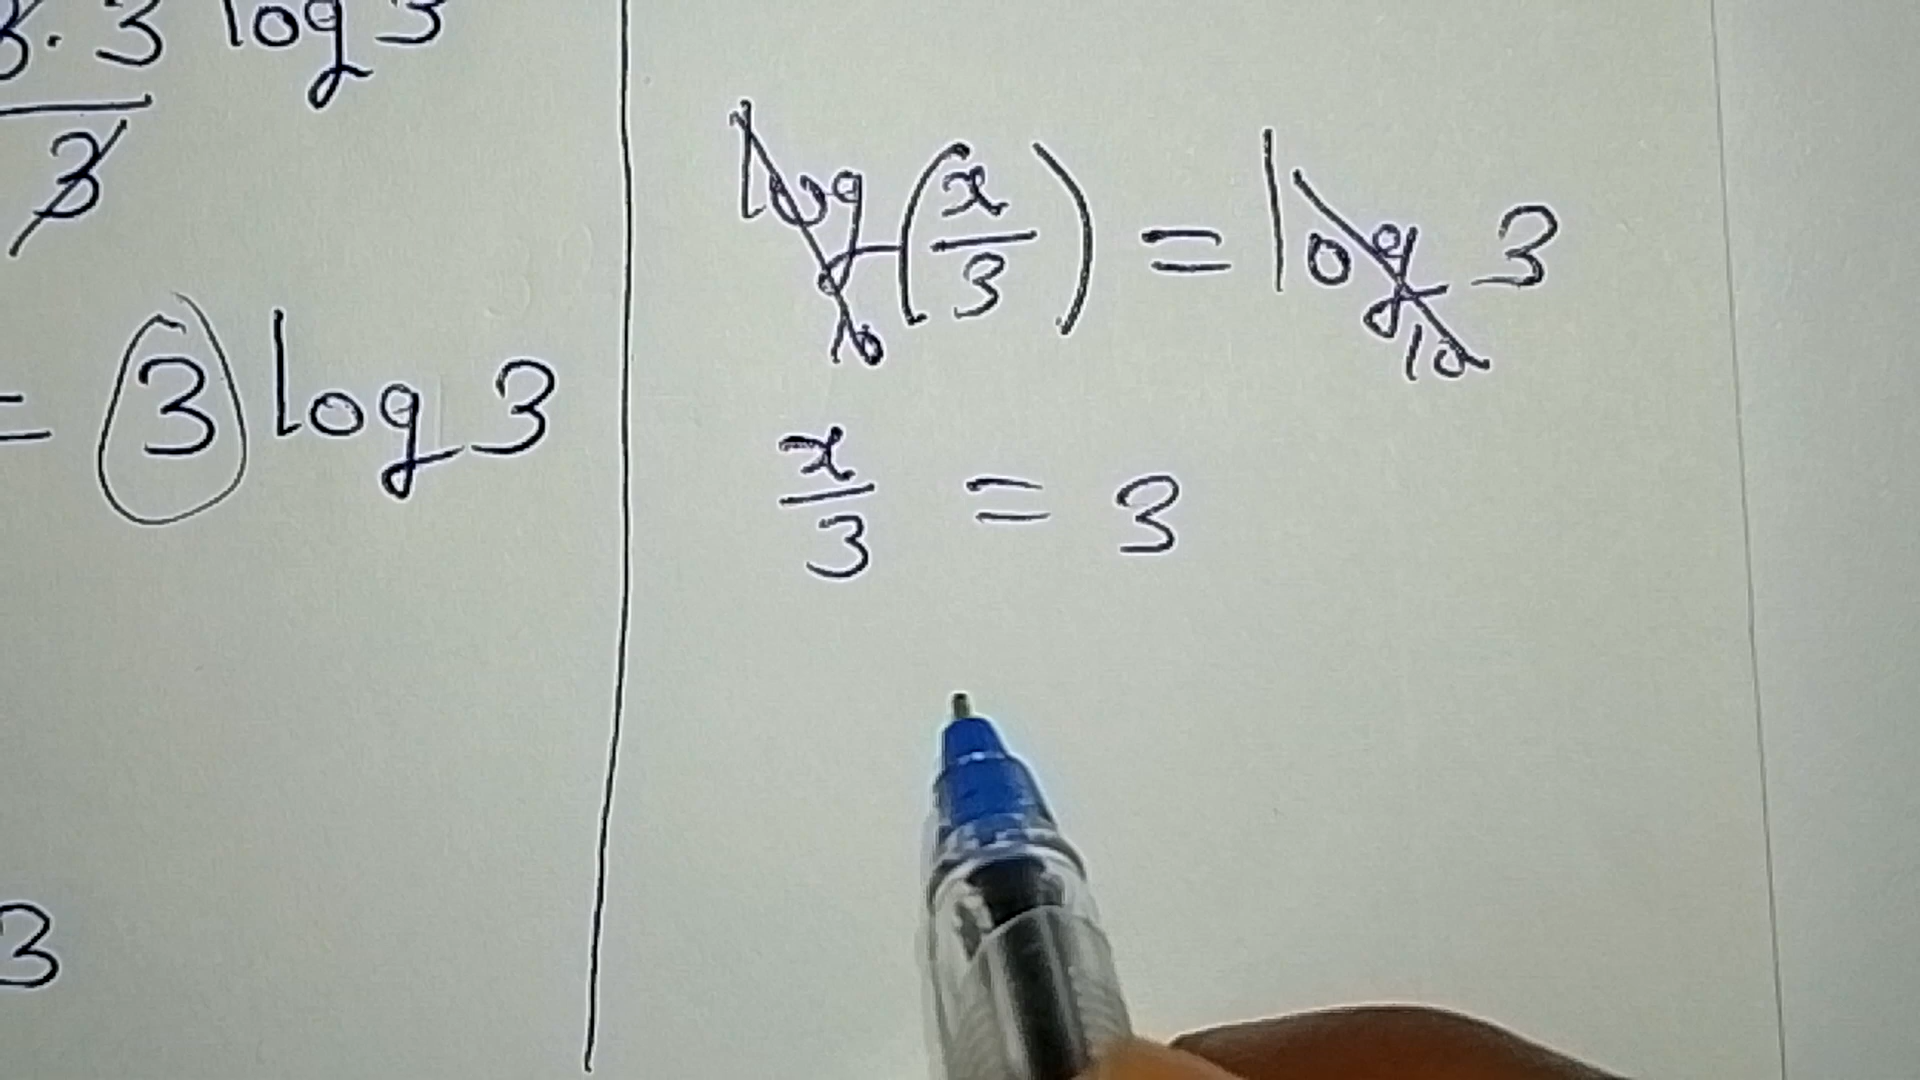 3 · 3 log 3
3
= 3 log 3
3
log₁₀ (x/3) = log₁₀ 3
x/3 = 3